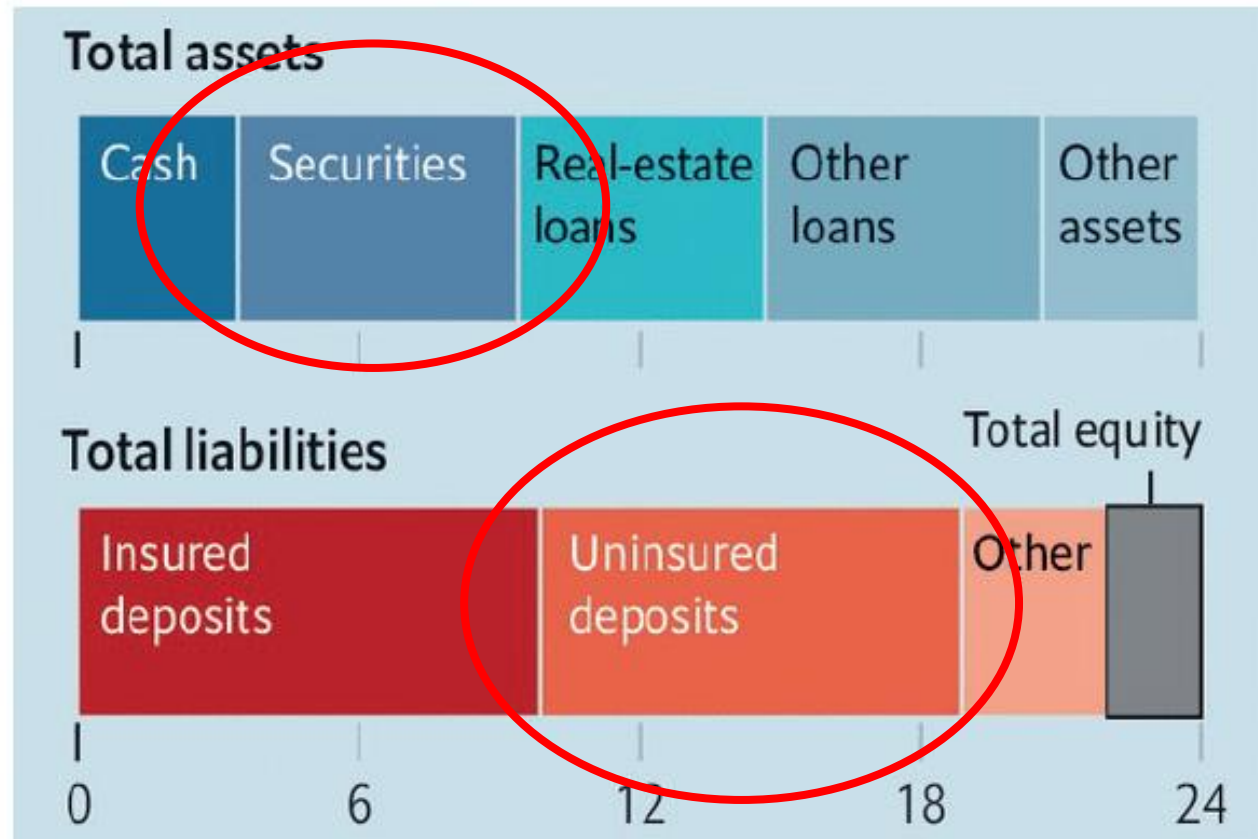 Total assets
Cash
Securities
Real-estate
loans
Other
loans
Other
assets
Total equity
Total liabilities
Insured
deposits
Uninsured
deposits
Other
0 6 12 18 24